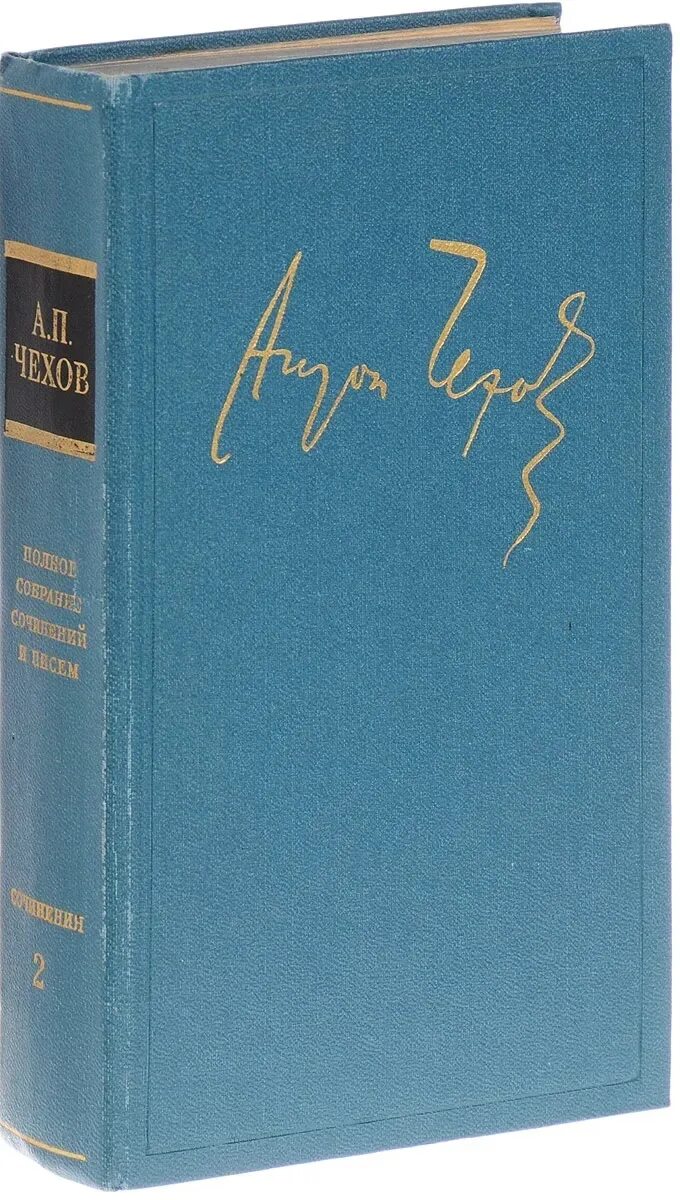 А.П.
ЧЕХОВ
ПОЛНОЕ
СОБРАНИЕ
СОЧИНЕНИЙ
И ПИСЕМ
СОЧИНЕНИЯ
2
Антон Чехов